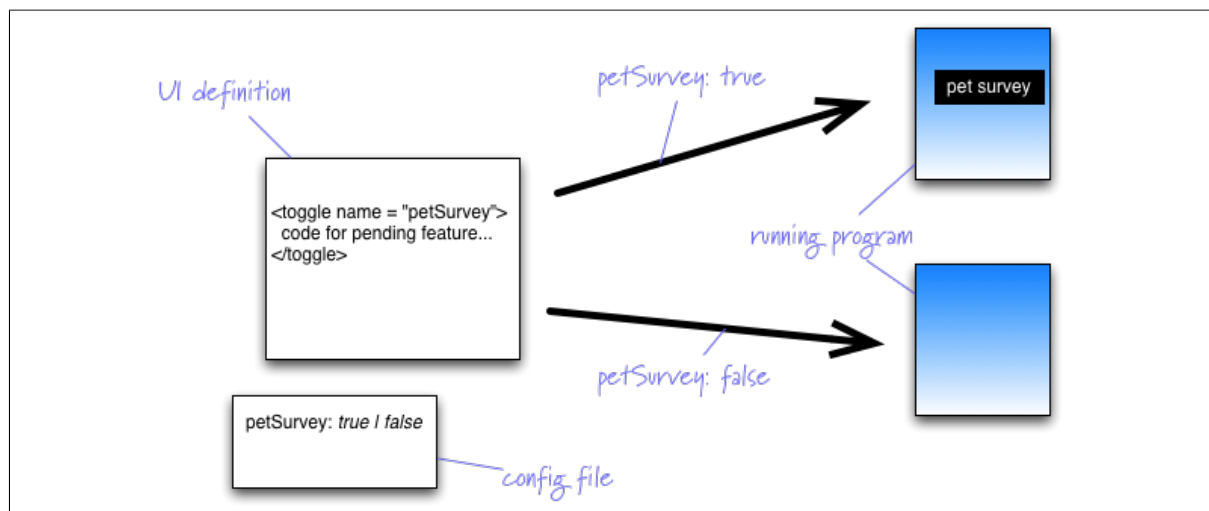 UI definition
<toggle name = "petSurvey">
code for pending feature...
</toggle>
petSurvey: true | false
config file
petSurvey: true
petSurvey: false
pet survey
running program